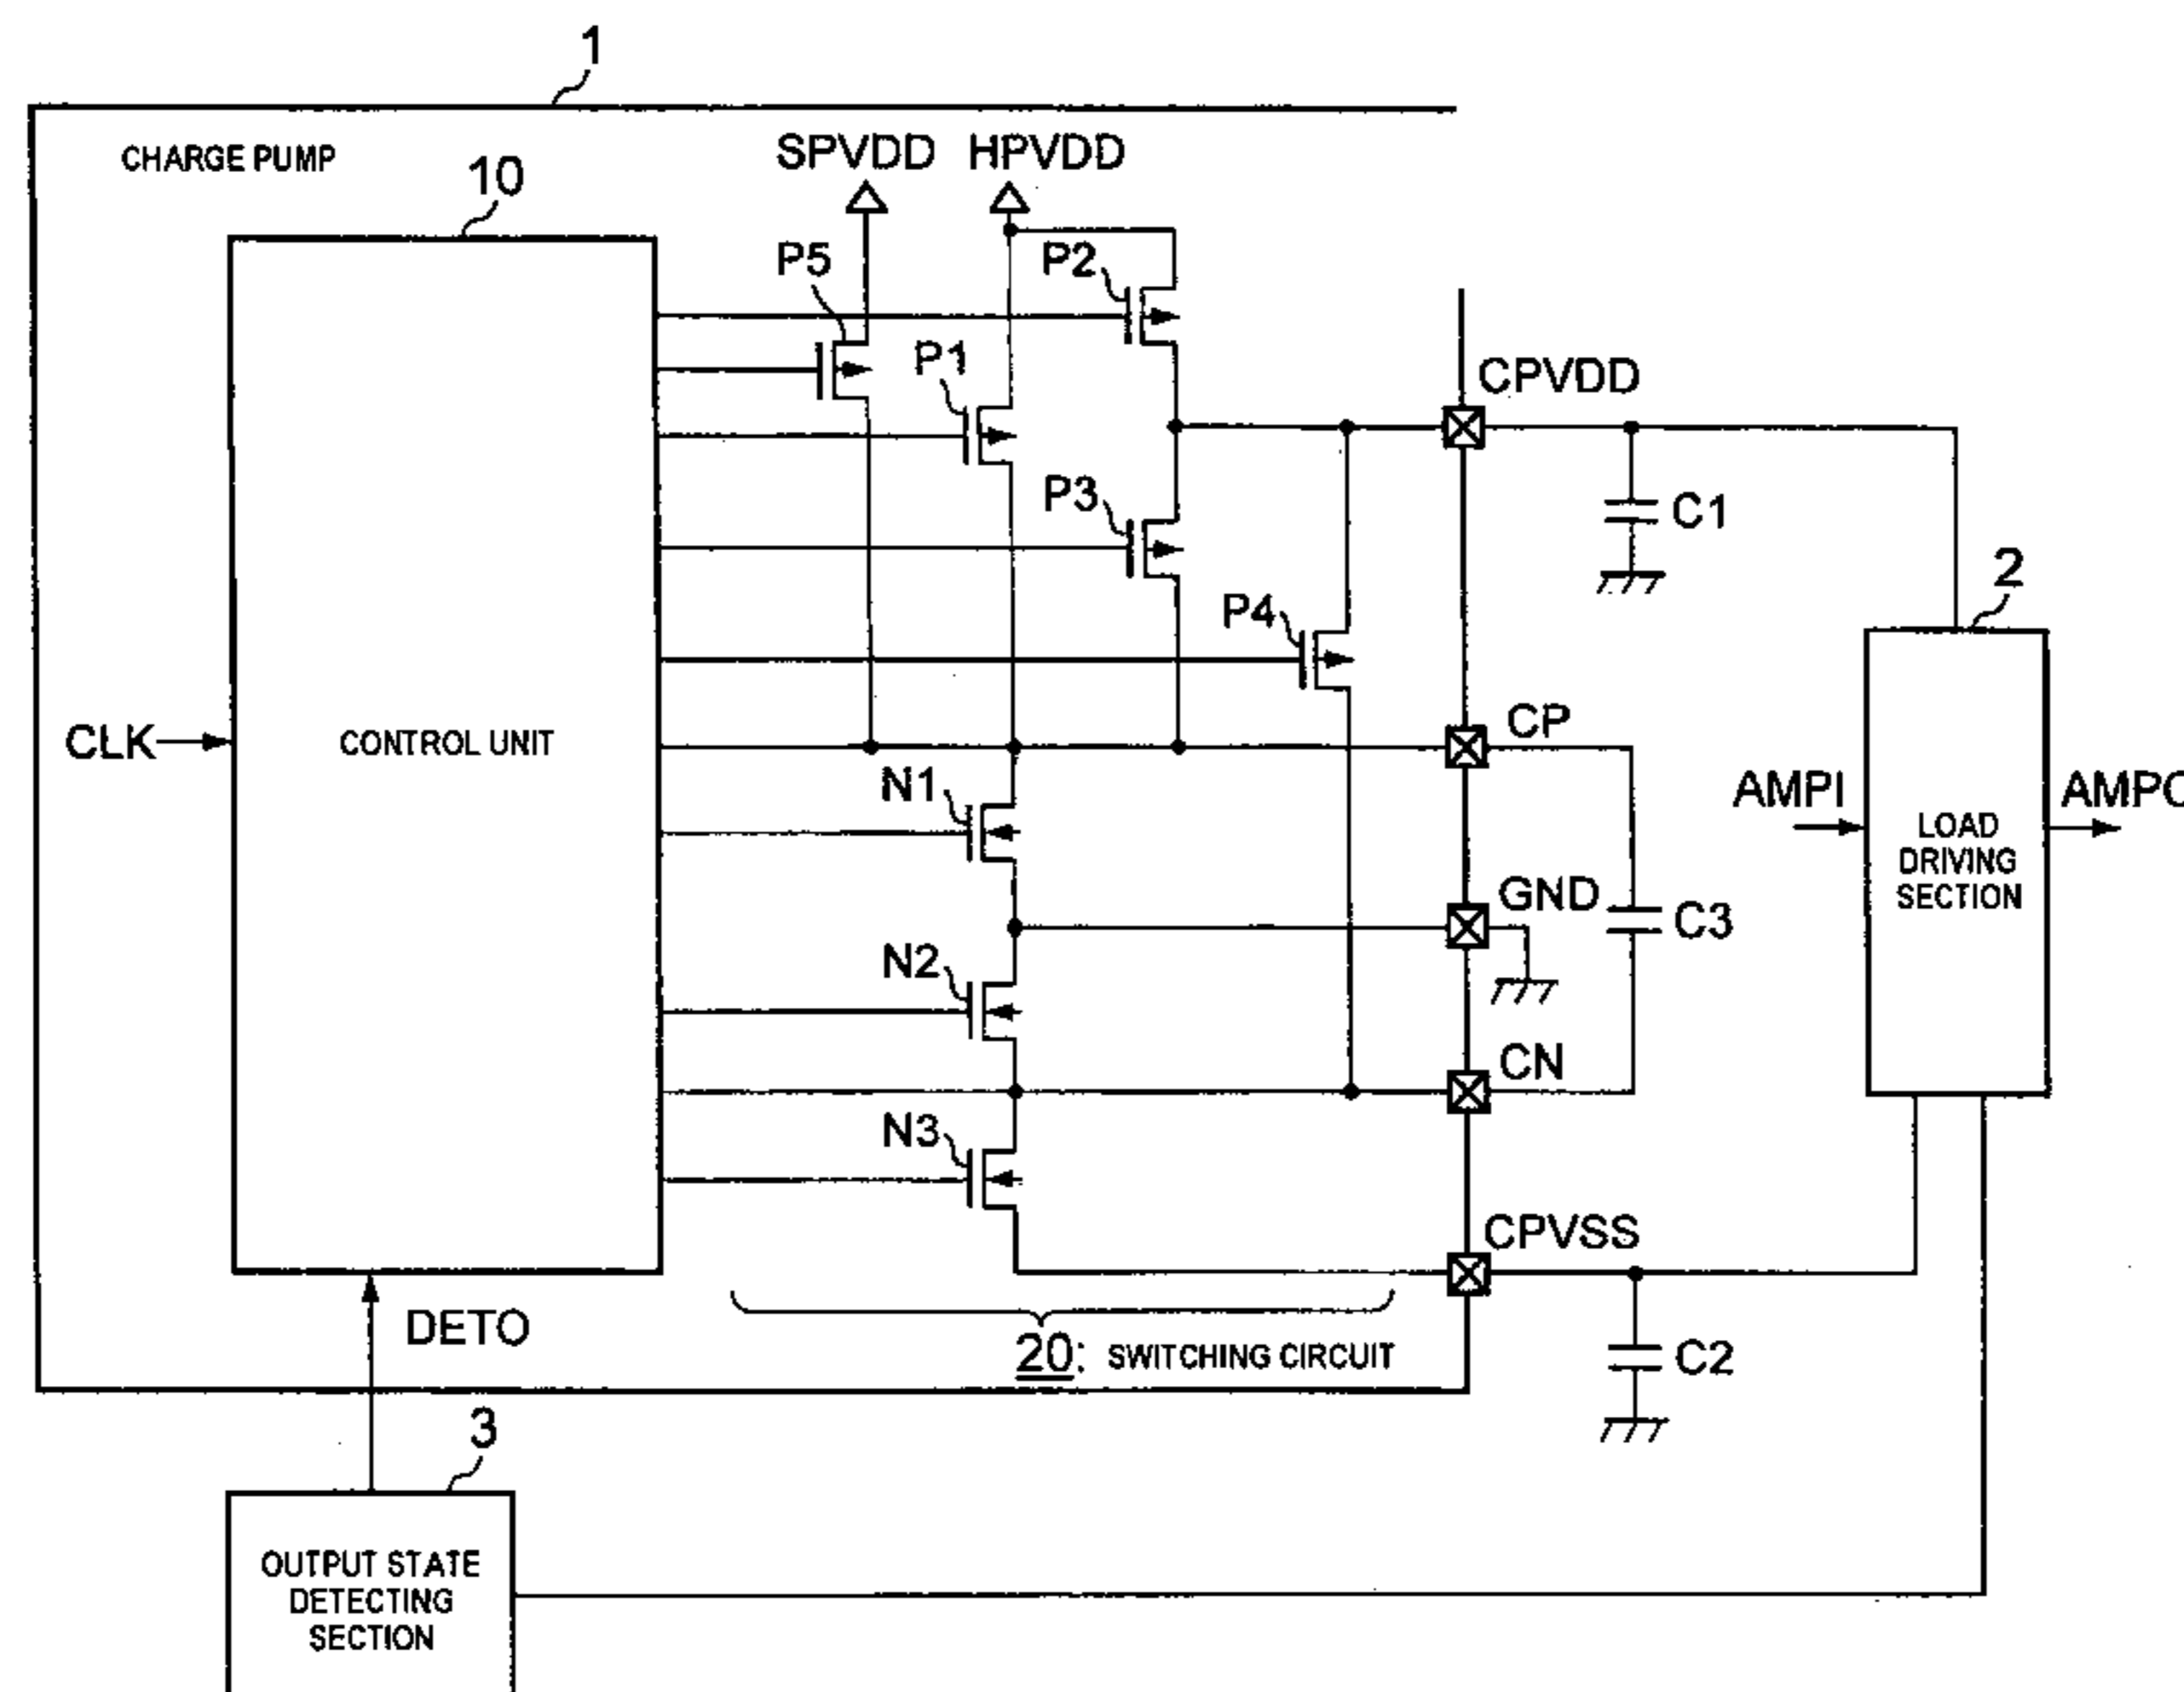 1
CHARGE PUMP
SPVDD
HPVDD
10
P5
P2
P1
CPVDD
P3
C1
2
P4
CLK
CONTROL UNIT
CP
N1
AMPI
LOAD
DRIVING
SECTION
GND
C3
N2
CN
N3
CPVSS
DETO
20: SWITCHING CIRCUIT
C2
3
OUTPUT STATE
DETECTING
SECTION